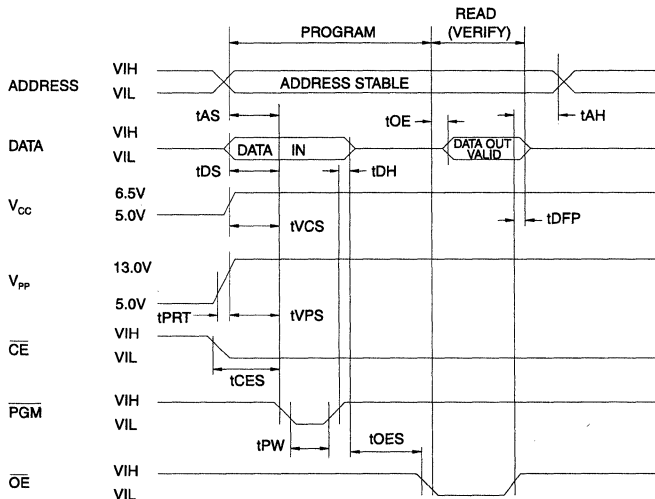 READ
PROGRAM (VERIFY)
ADDRESS VIH VIL ADDRESS STABLE
tAS tOE tAH
DATA VIH VIL DATA IN DATA OUT VALID
tDS tDH
VCC 6.5V 5.0V
tVCS tDFP
VPP 13.0V 5.0V
tPRT tVPS
CE VIH VIL
tCES
PGM VIH VIL
tPW tOES
OE VIH VIL